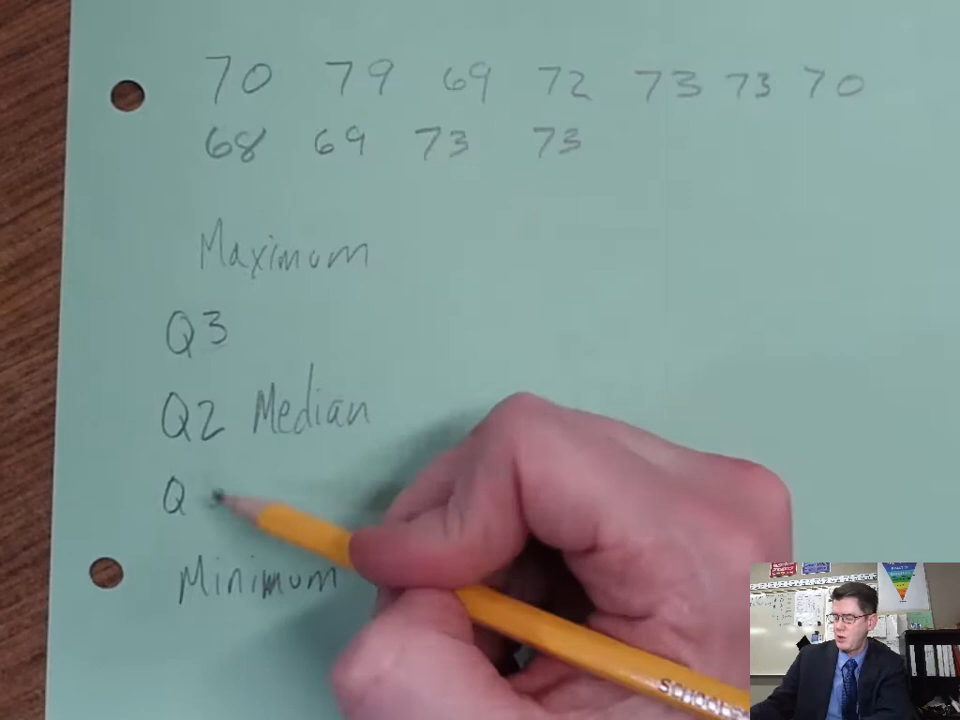 70 79 69 72 73 73 70
68 69 73 73
Maximum
Q3
Q2 Median
Q
Minimum